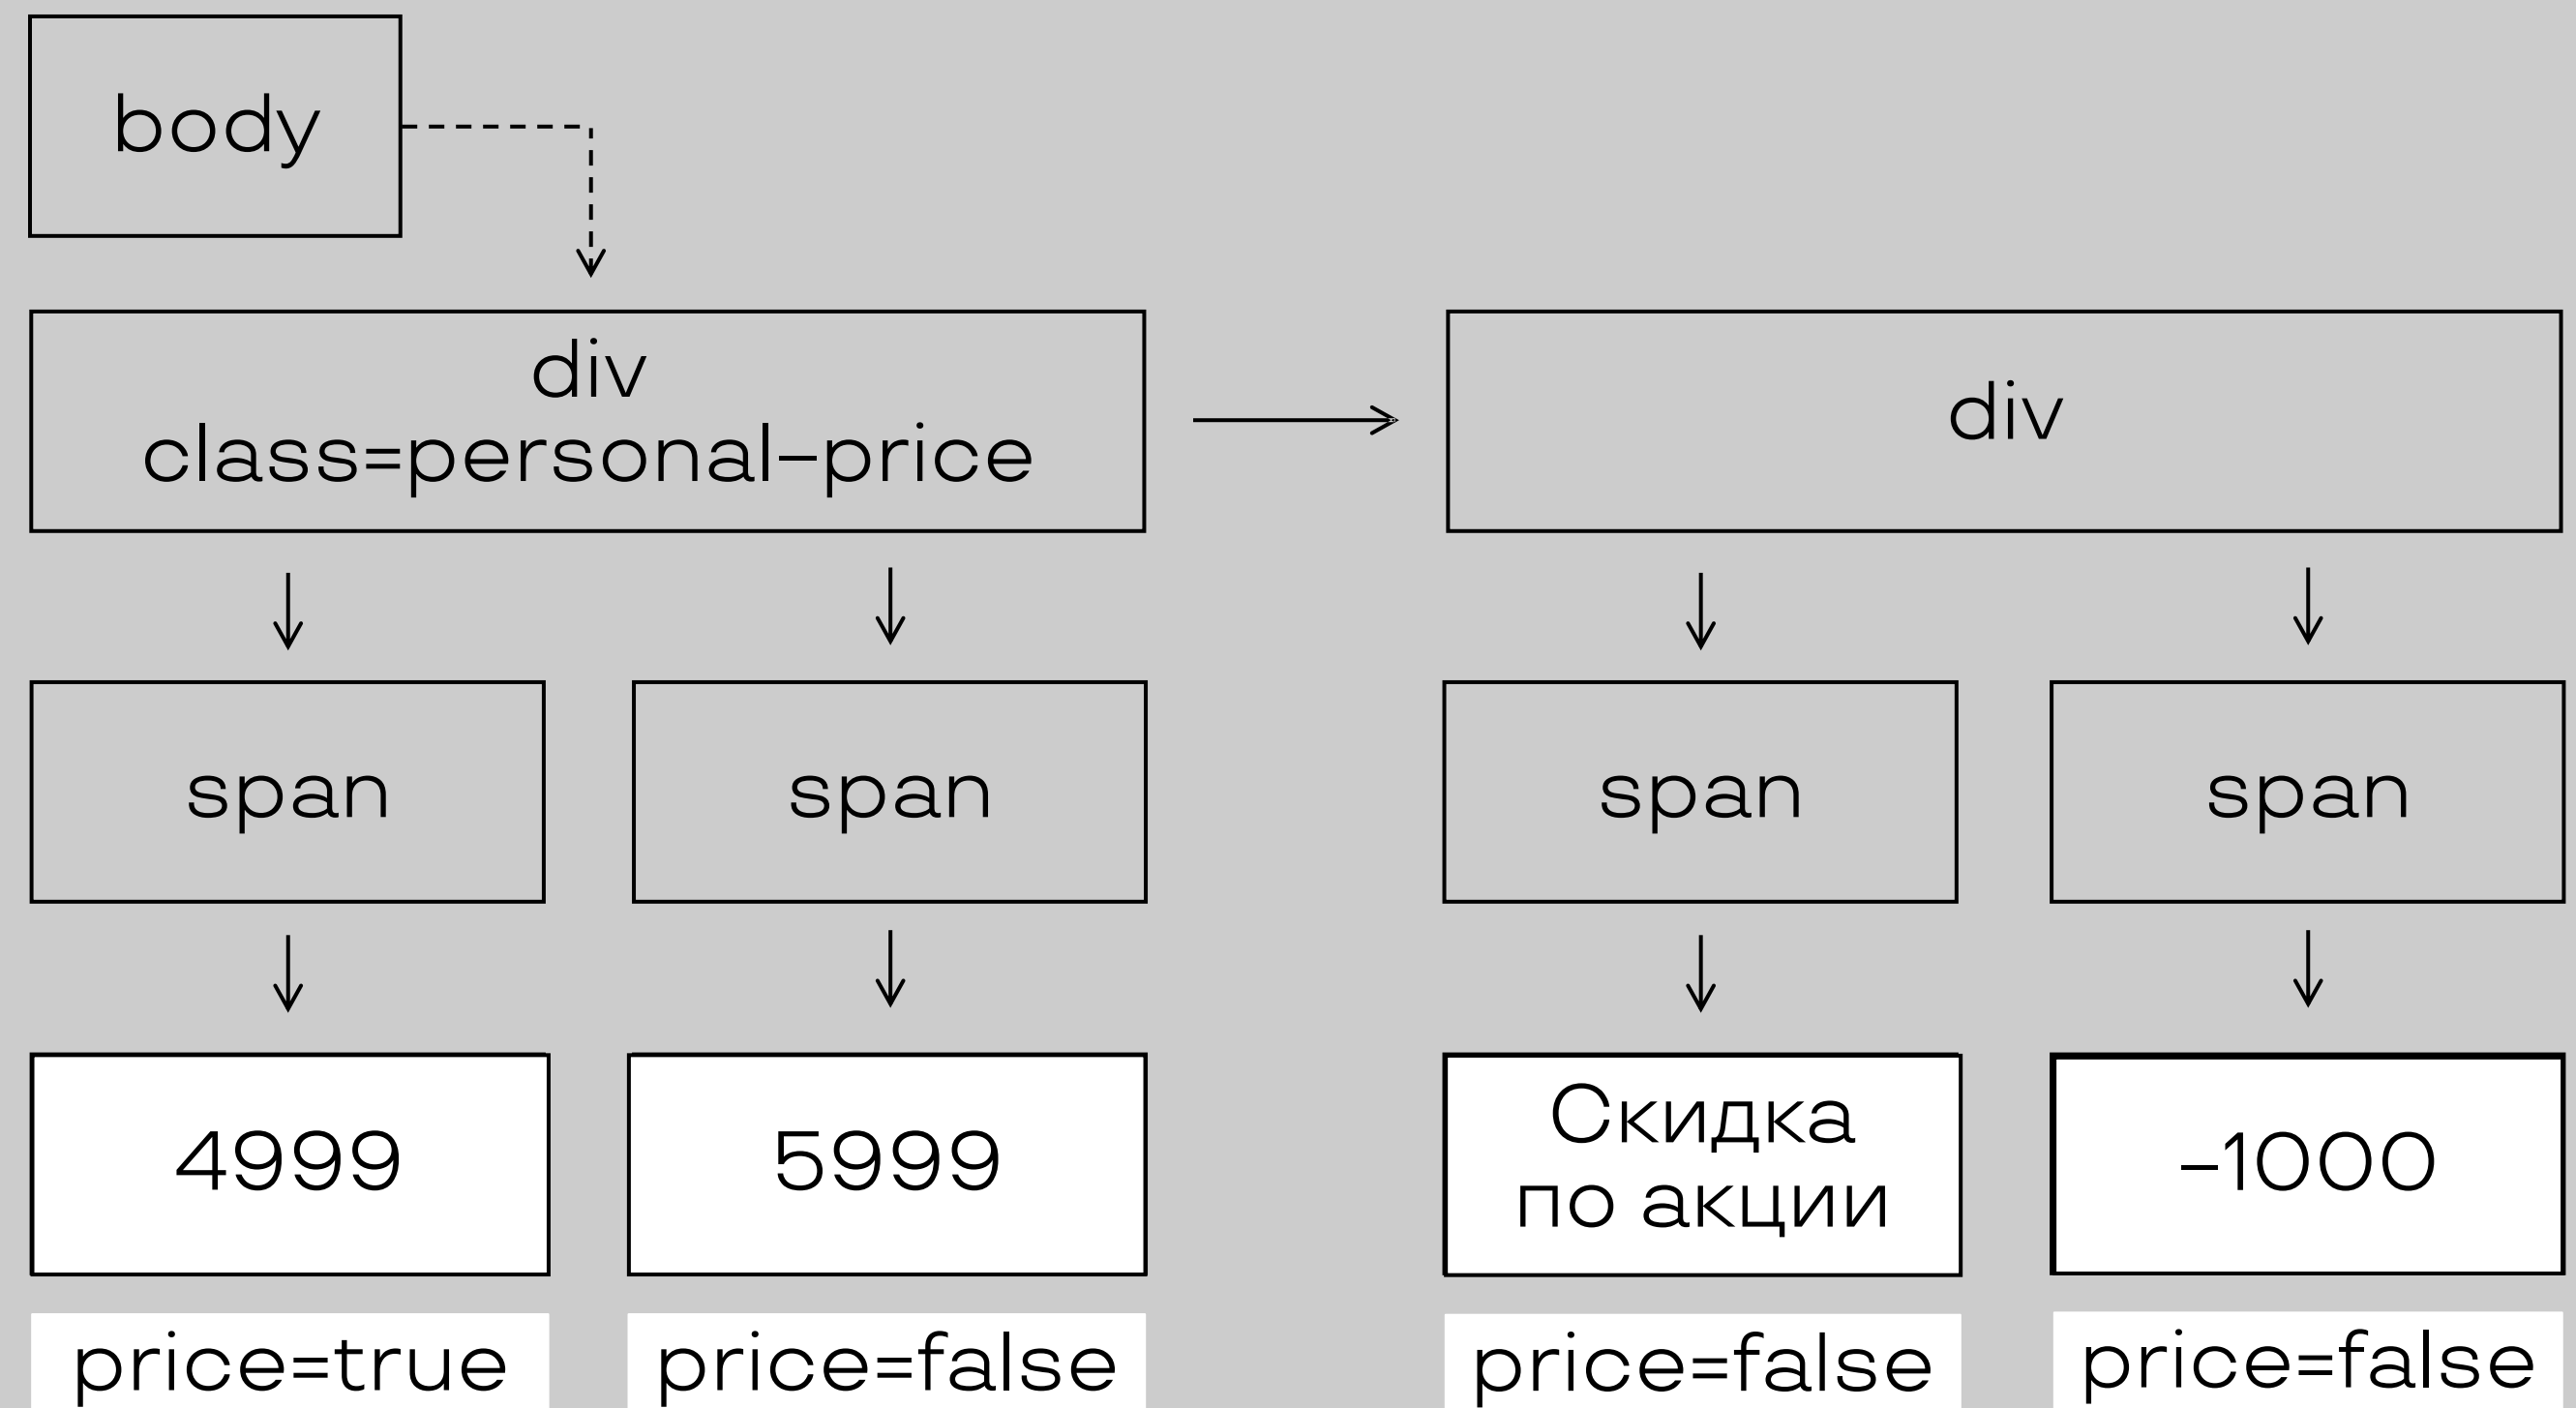 body
div
class=personal-price
div
span
span
span
span
4999
5999
Скидка
по акции
-1000
price=true
price=false
price=false
price=false